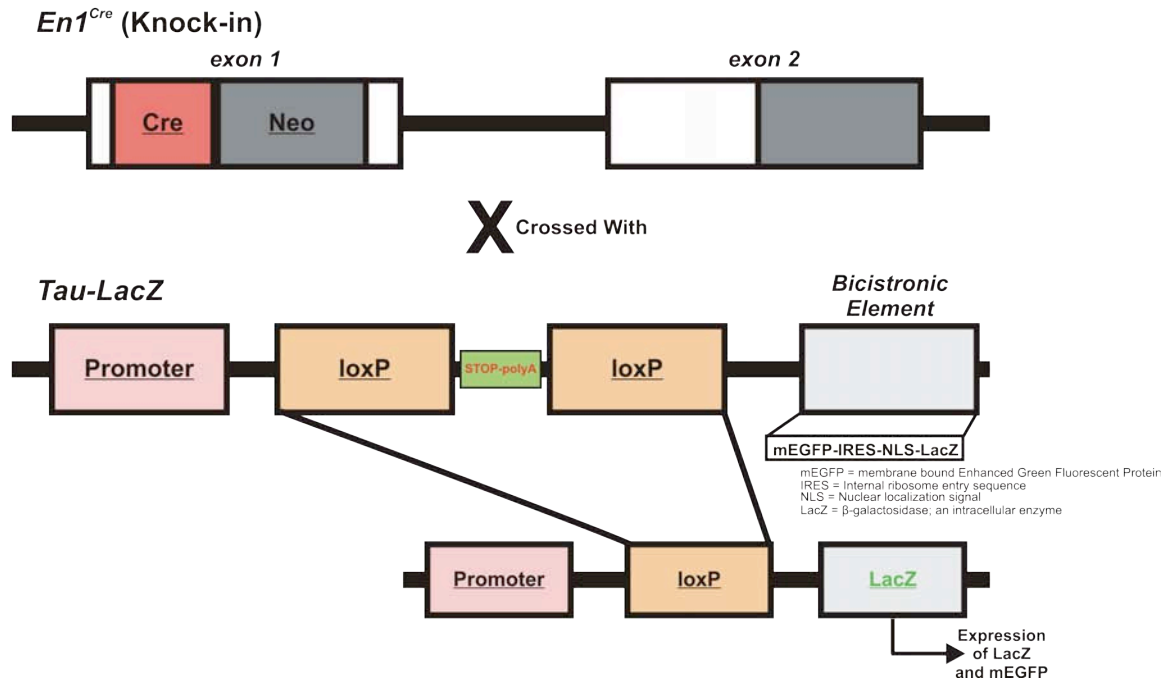 En1Cre (Knock-in)
exon 1
exon 2
Cre
Neo
X Crossed With
Tau-LacZ
Bicistronic
Element
Promoter
loxP
STOP-polyA
loxP
mEGFP-IRES-NLS-LacZ
mEGFP = membrane bound Enhanced Green Fluorescent Protein
IRES = Internal ribosome entry sequence
NLS = Nuclear localization signal
LacZ = β-galactosidase; an intracellular enzyme
Promoter
loxP
LacZ
Expression
of LacZ
and mEGFP